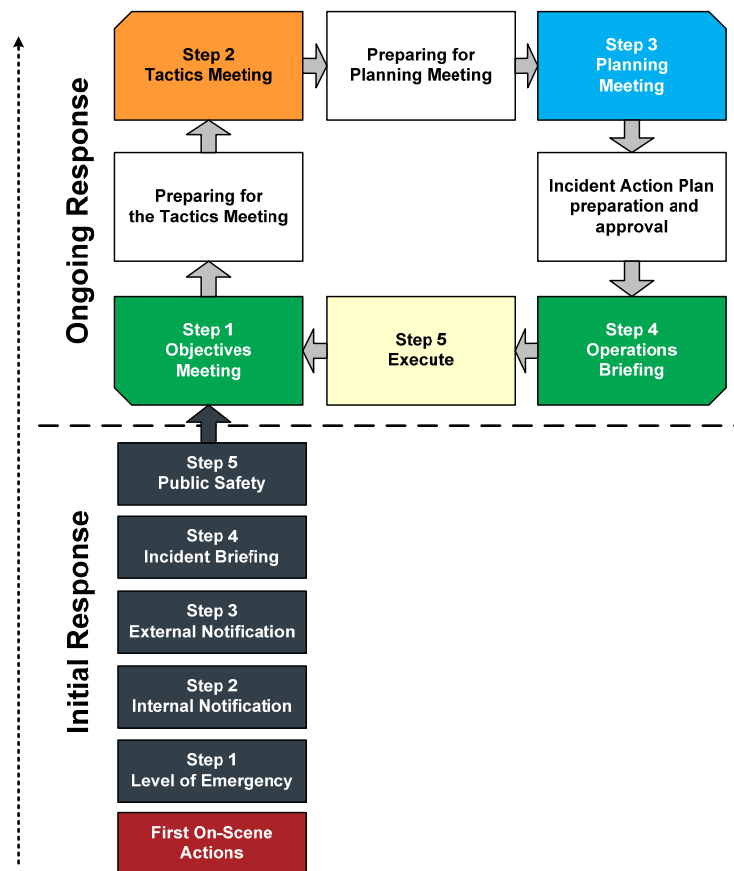 Ongoing Response
Step 2
Tactics Meeting
Preparing for
Planning Meeting
Step 3
Planning
Meeting
Preparing for
the Tactics Meeting
Incident Action Plan
preparation and
approval
Step 1
Objectives
Meeting
Step 5
Execute
Step 4
Operations
Briefing
Initial Response
Step 5
Public Safety
Step 4
Incident Briefing
Step 3
External Notification
Step 2
Internal Notification
Step 1
Level of Emergency
First On-Scene
Actions